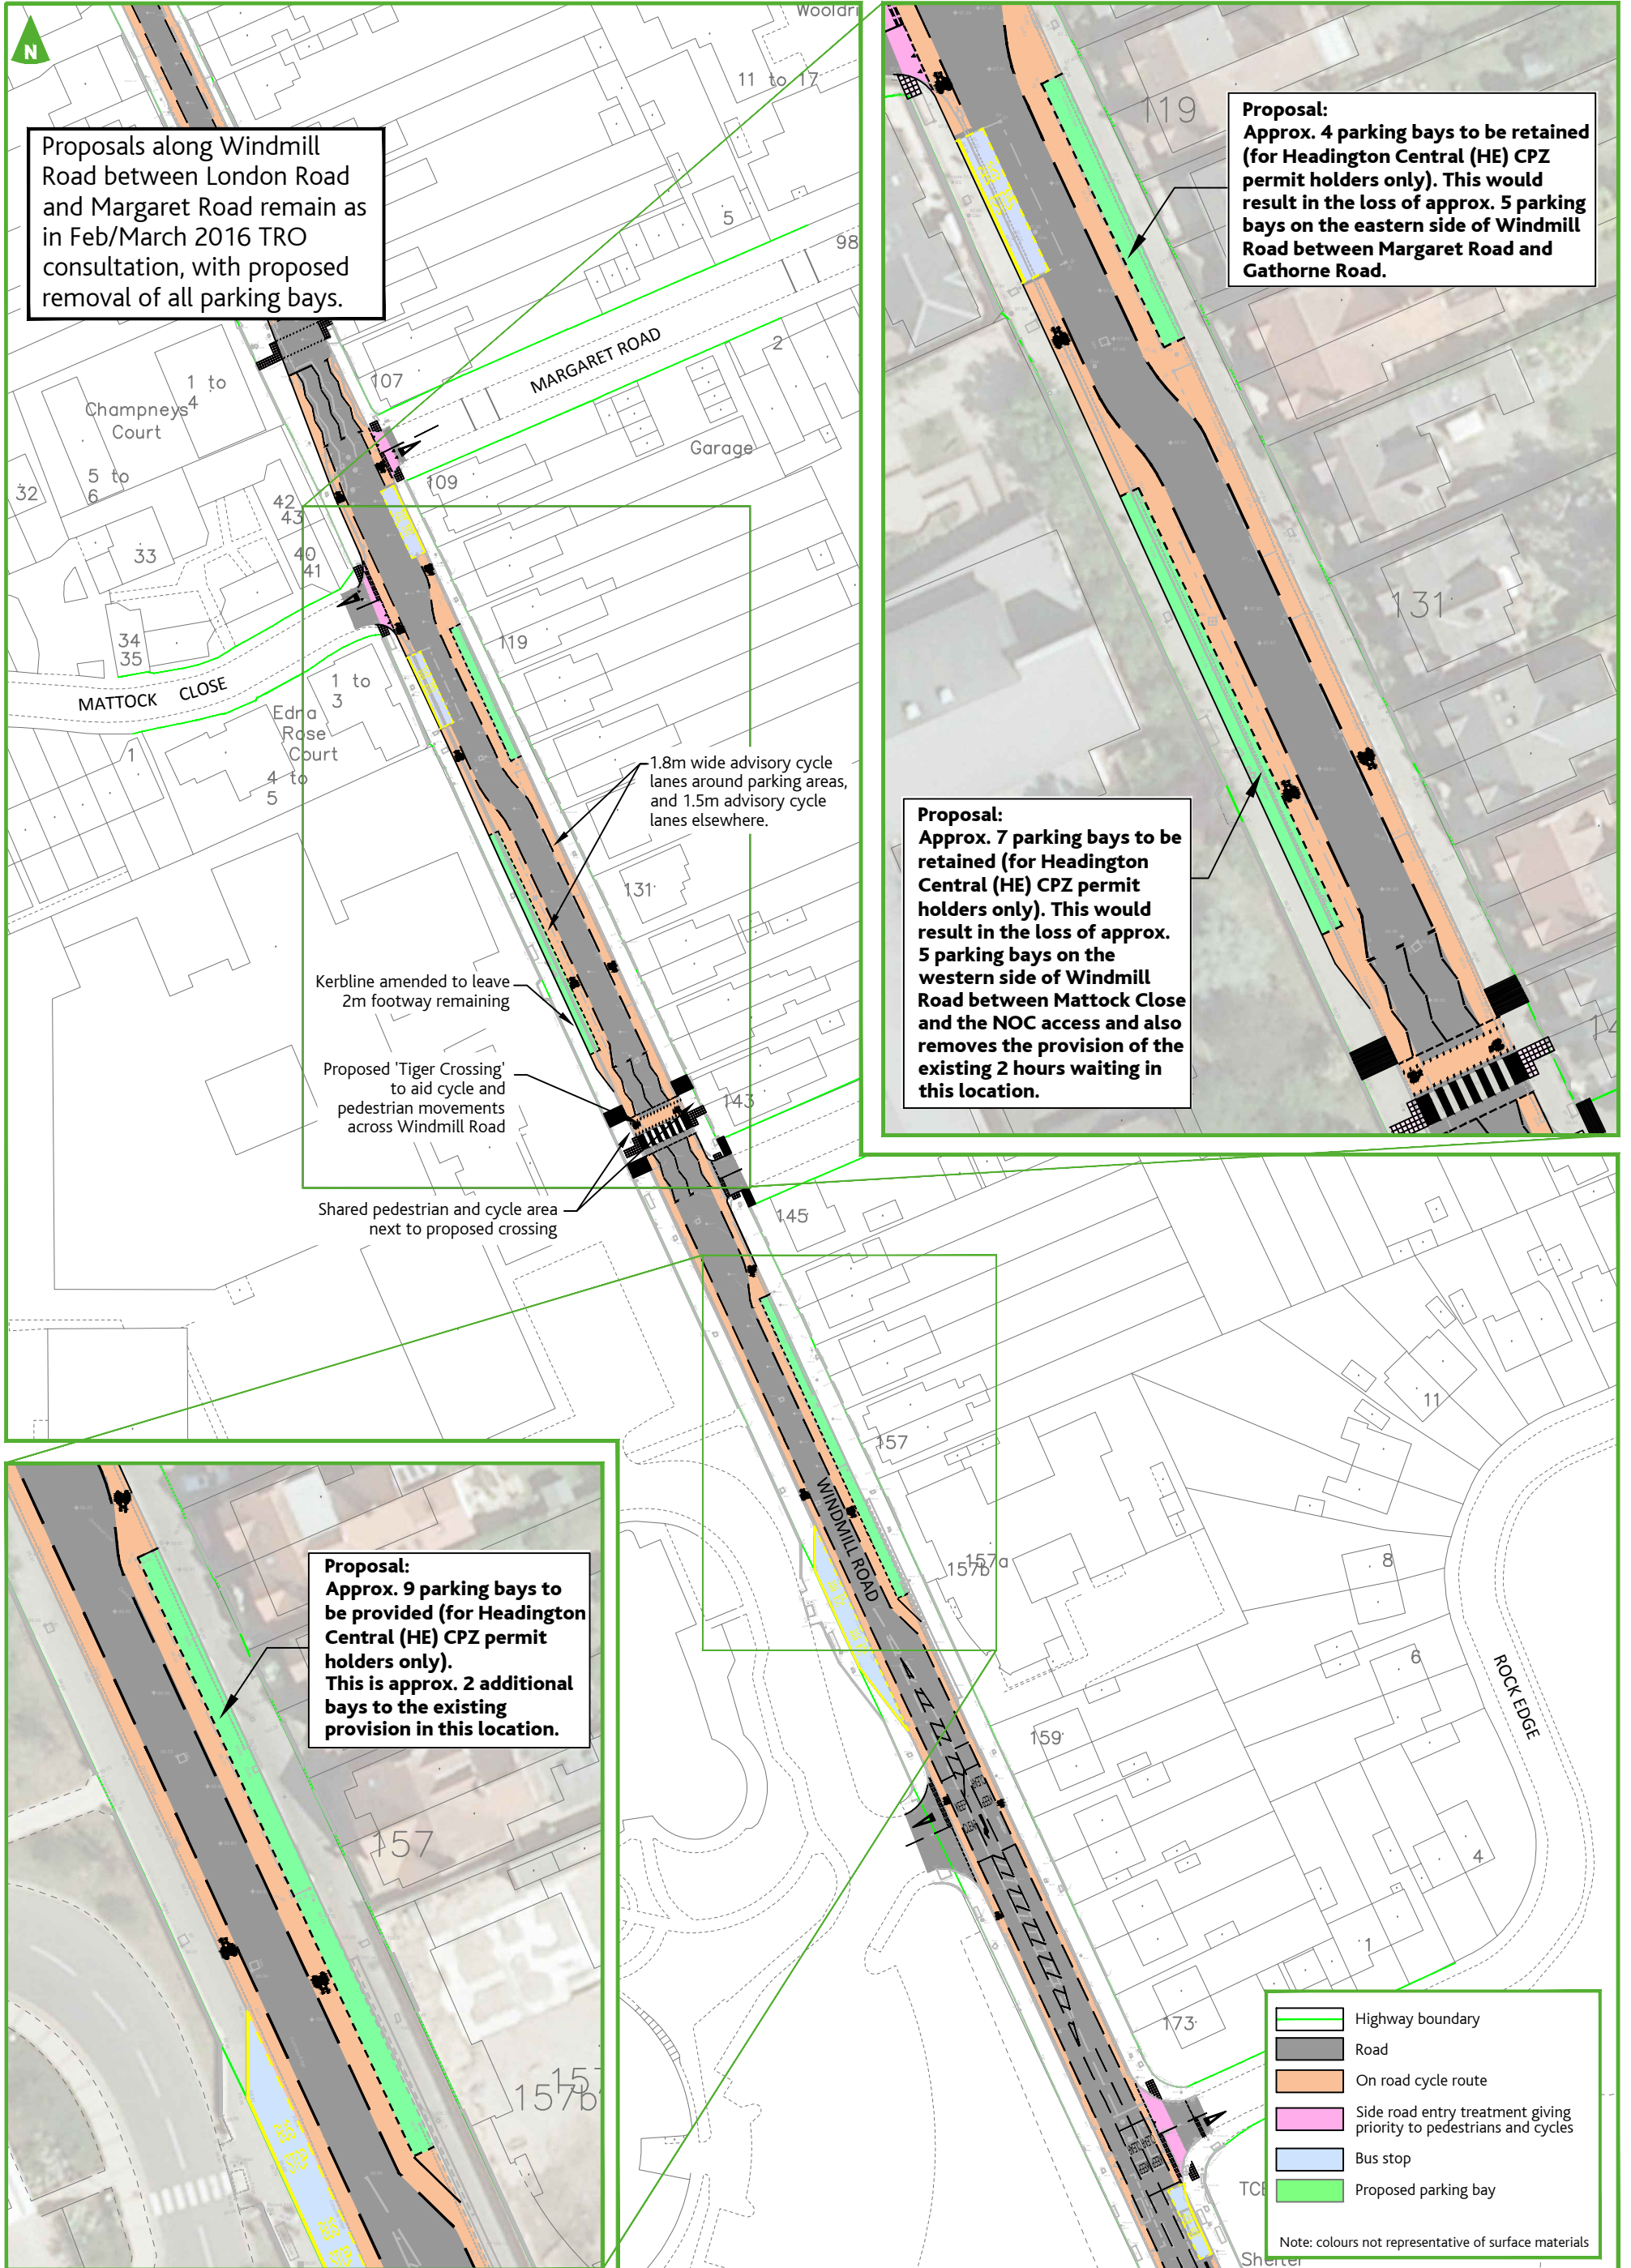 N
Wooldri
11 to 17
Proposals along Windmill
Road between London Road
and Margaret Road remain as
in Feb/March 2016 TRO
consultation, with proposed
removal of all parking bays.
5
98
MARGARET ROAD
2
107
1 to
4
Champneys
Court
5 to
6
32
42
43
33
40
41
34
35
Garage
109
119
MATTOCK CLOSE
1 to
3
Edna
Rose
Court
4 to
5
1
1.8m wide advisory cycle
lanes around parking areas,
and 1.5m advisory cycle
lanes elsewhere.
131
Kerbline amended to leave
2m footway remaining
Proposed 'Tiger Crossing'
to aid cycle and
pedestrian movements
across Windmill Road
143
Shared pedestrian and cycle area
next to proposed crossing
145
119
Proposal:
Approx. 4 parking bays to be retained
(for Headington Central (HE) CPZ
permit holders only). This would
result in the loss of approx. 5 parking
bays on the eastern side of Windmill
Road between Margaret Road and
Gathorne Road.
131
Proposal:
Approx. 7 parking bays to be
retained (for Headington
Central (HE) CPZ permit
holders only). This would
result in the loss of approx.
5 parking bays on the
western side of Windmill
Road between Mattock Close
and the NOC access and also
removes the provision of the
existing 2 hours waiting in
this location.
14
157
WINDMILL ROAD
157a
157b
11
8
6
ROCK EDGE
159
4
1
173
Proposal:
Approx. 9 parking bays to
be provided (for Headington
Central (HE) CPZ permit
holders only).
This is approx. 2 additional
bays to the existing
provision in this location.
157
157
157b
KEEP
CLEAR
TCB
Shelter
Highway boundary
Road
On road cycle route
Side road entry treatment giving
priority to pedestrians and cycles
Bus stop
Proposed parking bay
Note: colours not representative of surface materials